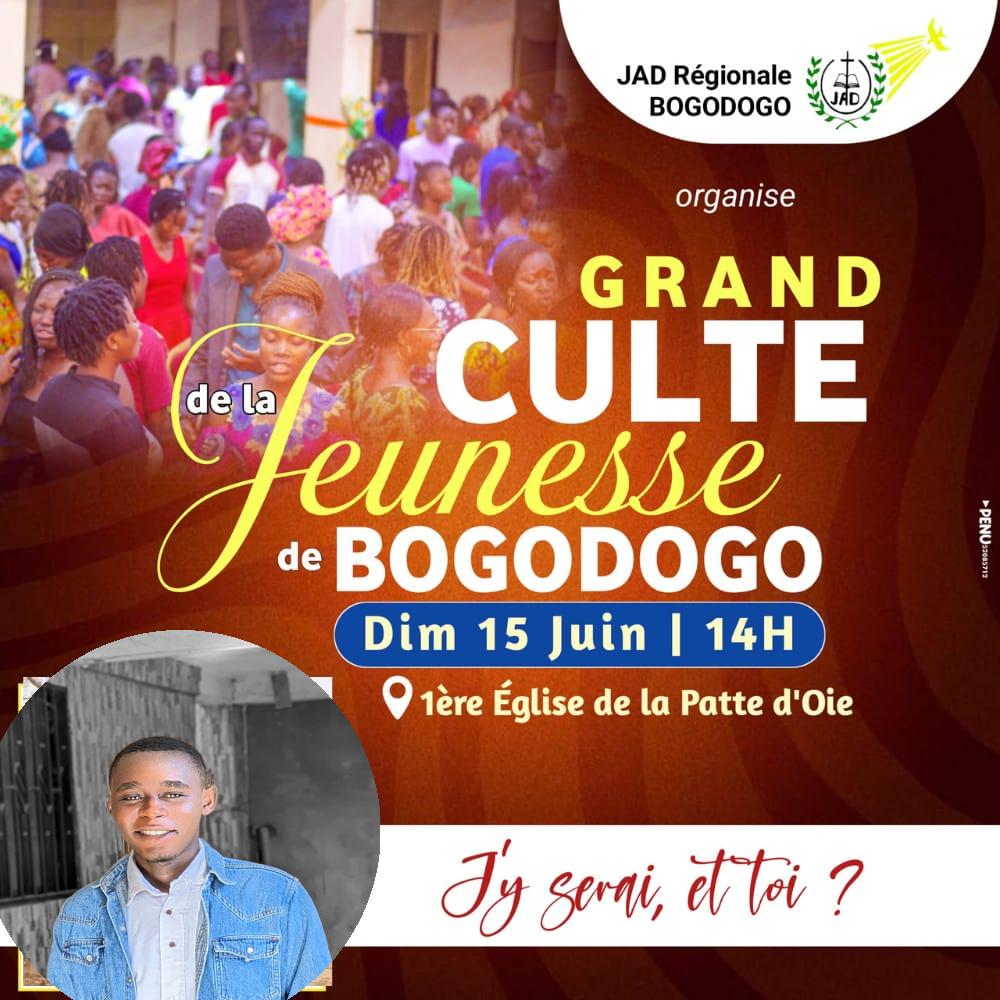 JAD Régionale
BOGODOGO
JAD
organise
GRAND
CULTE
de la
Jeunesse
de BOGODOGO
Dim 15 Juin | 14H
1ère Église de la Patte d'Oie
PENU
J'y serai, et toi ?